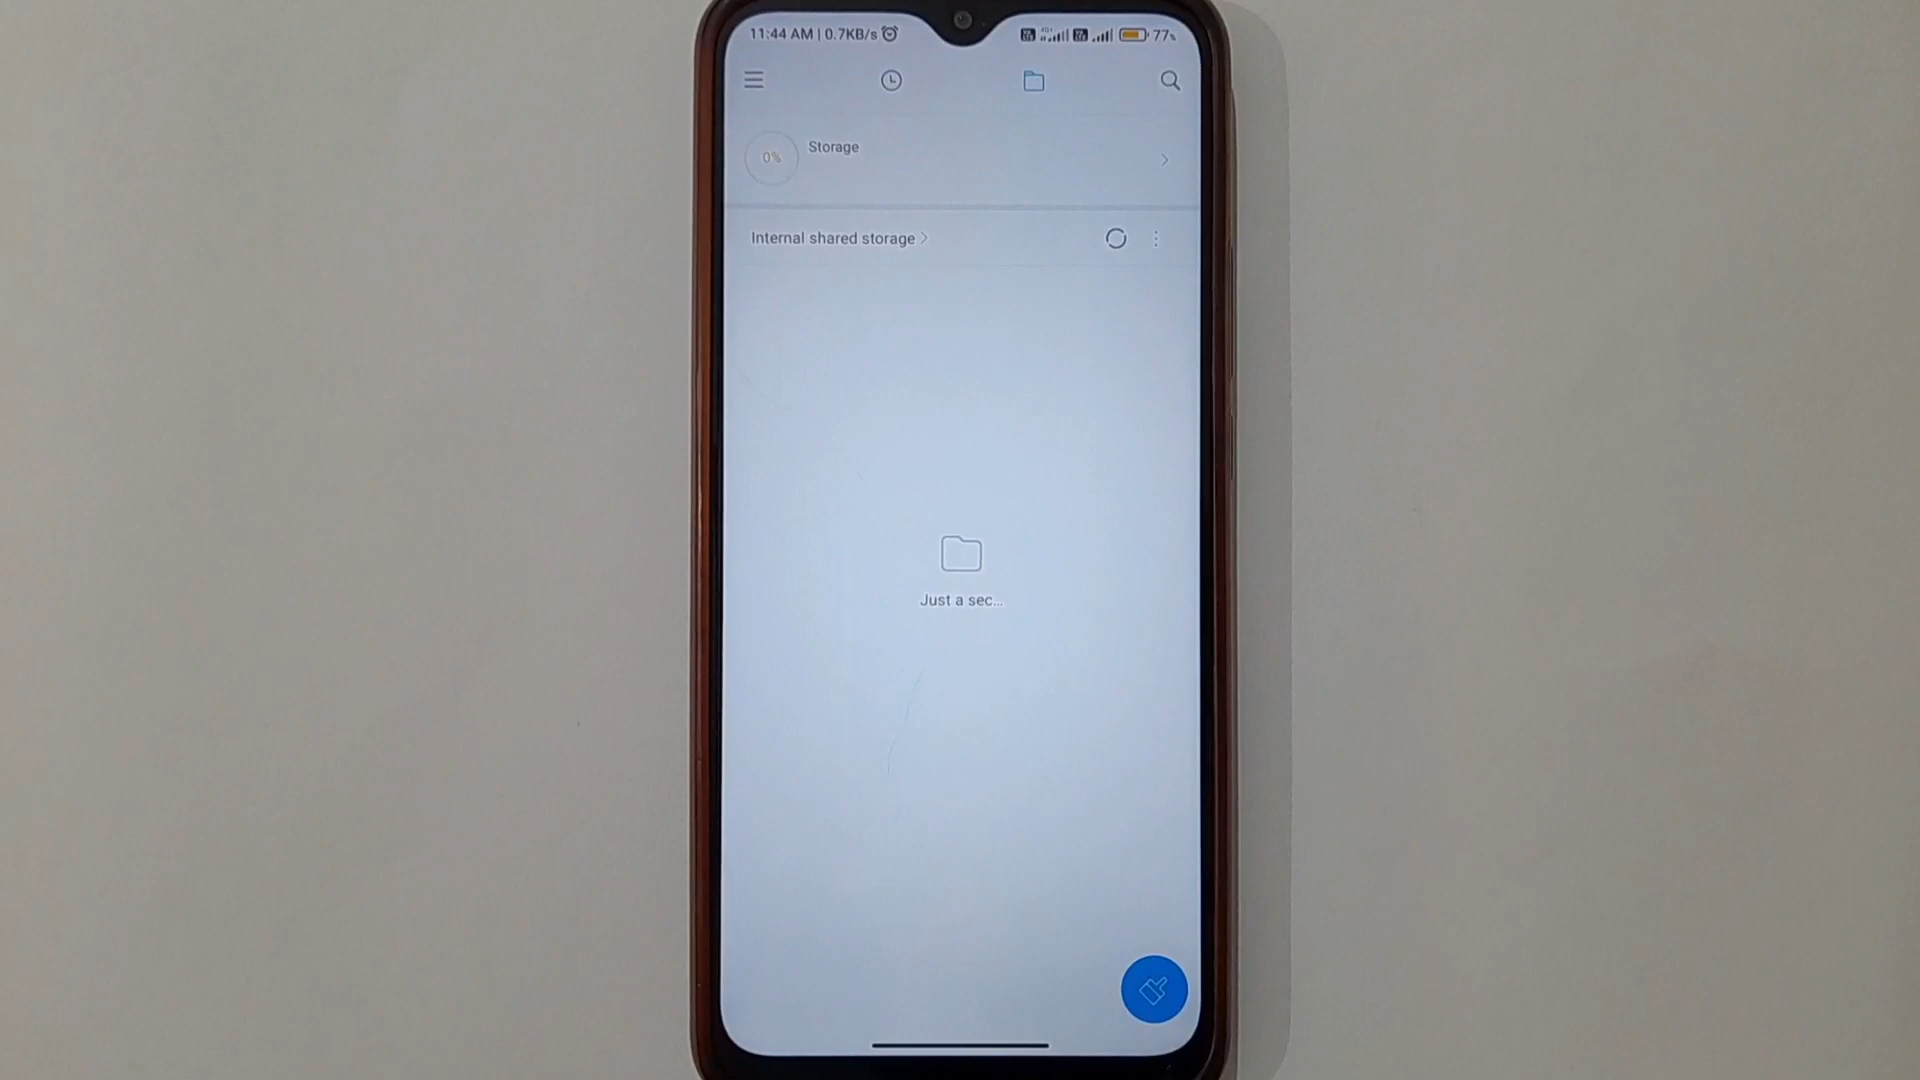 11:44 AM | 0.7KB/s
77%
0%
Storage
Internal shared storage
Just a sec...